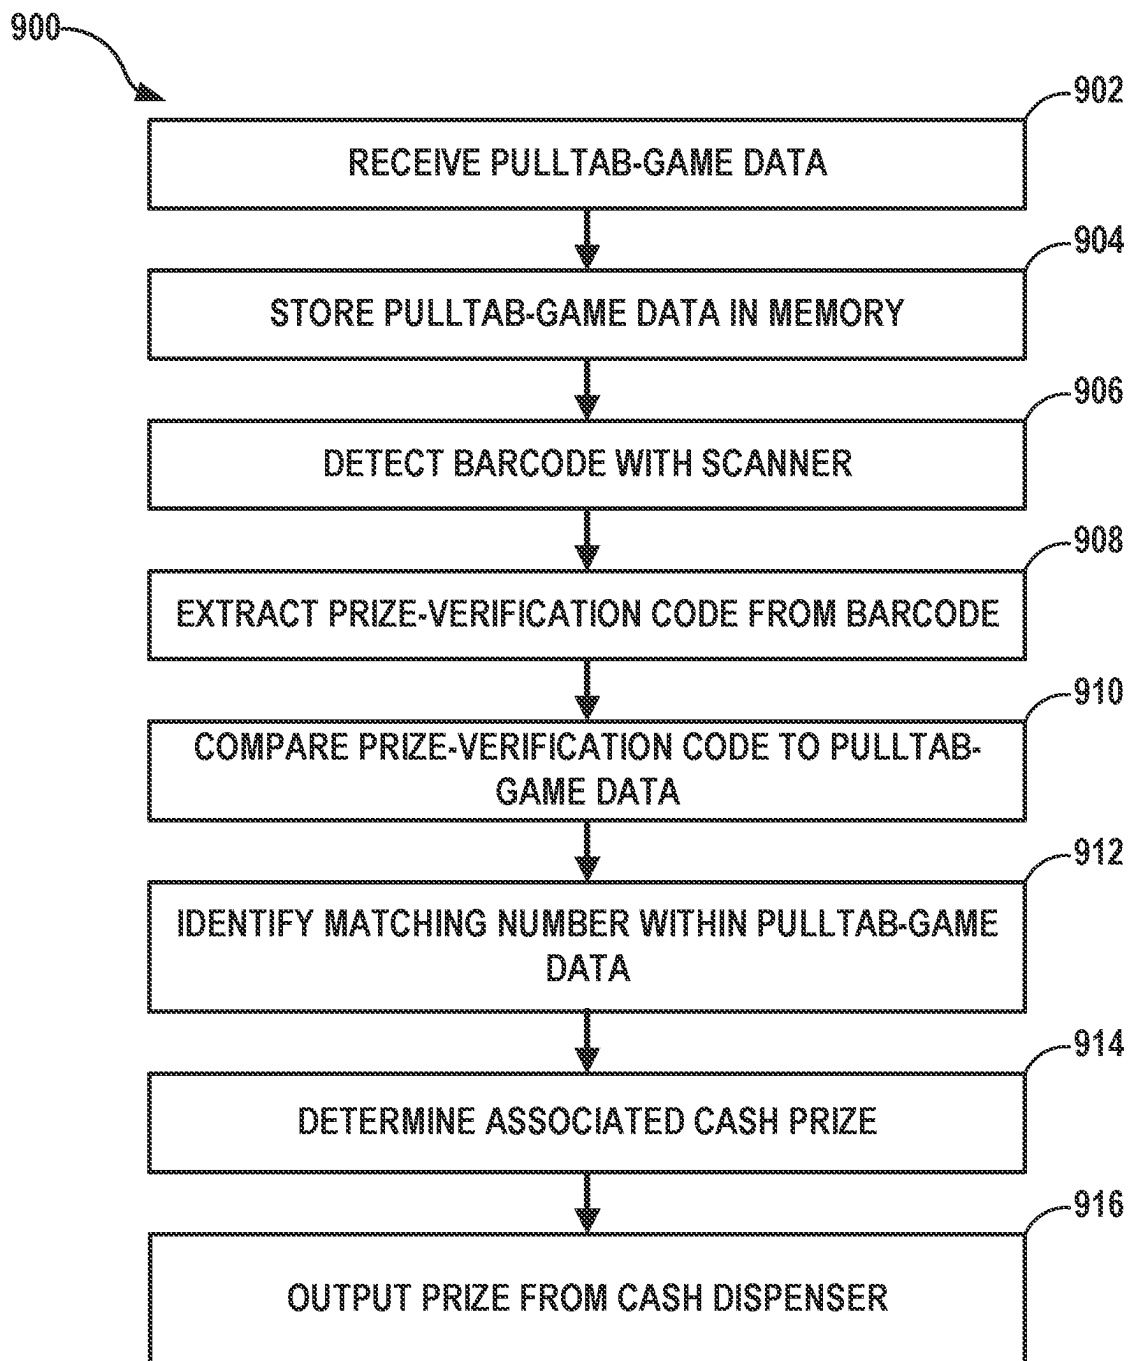 900
902
RECEIVE PULLTAB-GAME DATA
904
STORE PULLTAB-GAME DATA IN MEMORY
906
DETECT BARCODE WITH SCANNER
908
EXTRACT PRIZE-VERIFICATION CODE FROM BARCODE
910
COMPARE PRIZE-VERIFICATION CODE TO PULLTAB-
GAME DATA
912
IDENTIFY MATCHING NUMBER WITHIN PULLTAB-GAME
DATA
914
DETERMINE ASSOCIATED CASH PRIZE
916
OUTPUT PRIZE FROM CASH DISPENSER